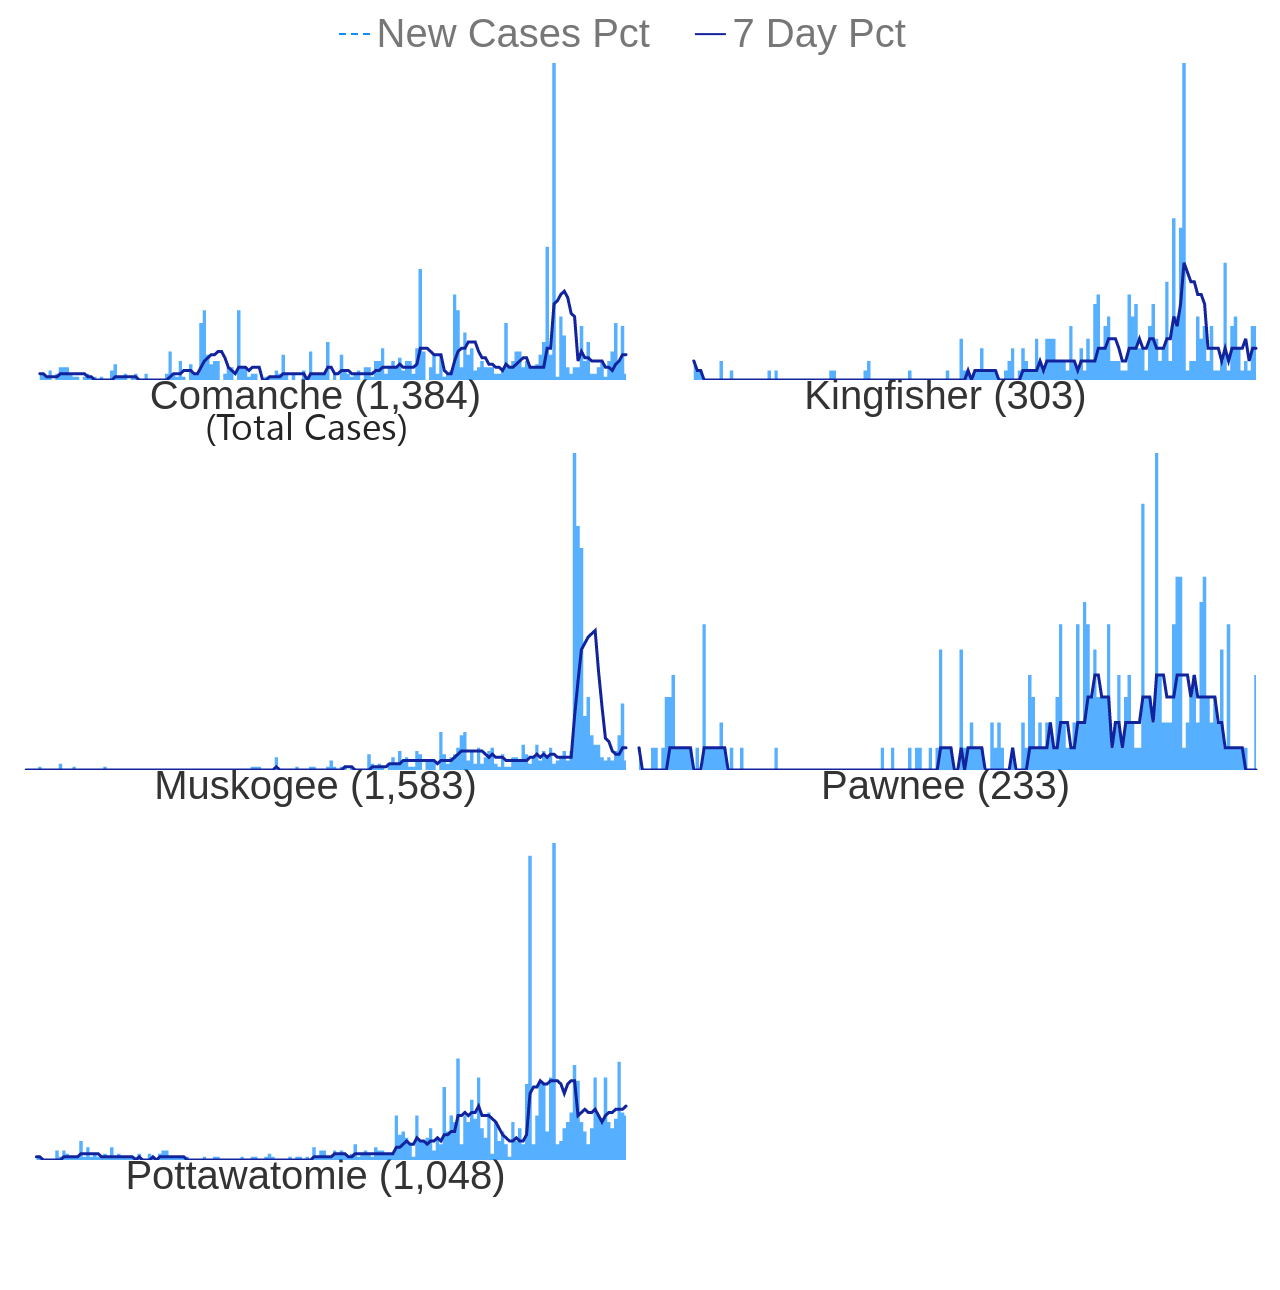 New Cases Pct 7 Day Pct
Comanche (1,384) Kingfisher (303)
(Total Cases)
Muskogee (1,583) Pawnee (233)
Pottawatomie (1,048)